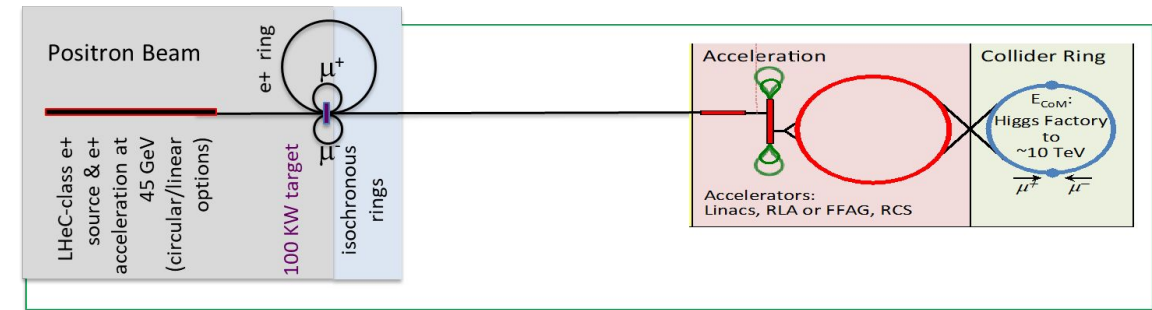 Positron Beam
e+ ring
μ+
μ-
LHeC-class e+
source & e+
acceleration at
45 GeV
(circular/linear
options)
100 KW target
isochronous
rings
Acceleration
Accelerators:
Linacs, RLA or FFAG, RCS
Collider Ring
E_CoM:
Higgs Factory
to
~10 TeV
μ+ μ−